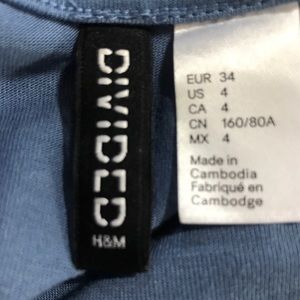 DIVIDED
H&M
EUR 34
US 4
CA 4
CN 160/80A
MX 4
Made in
Cambodia
Fabriqué en
Cambodge